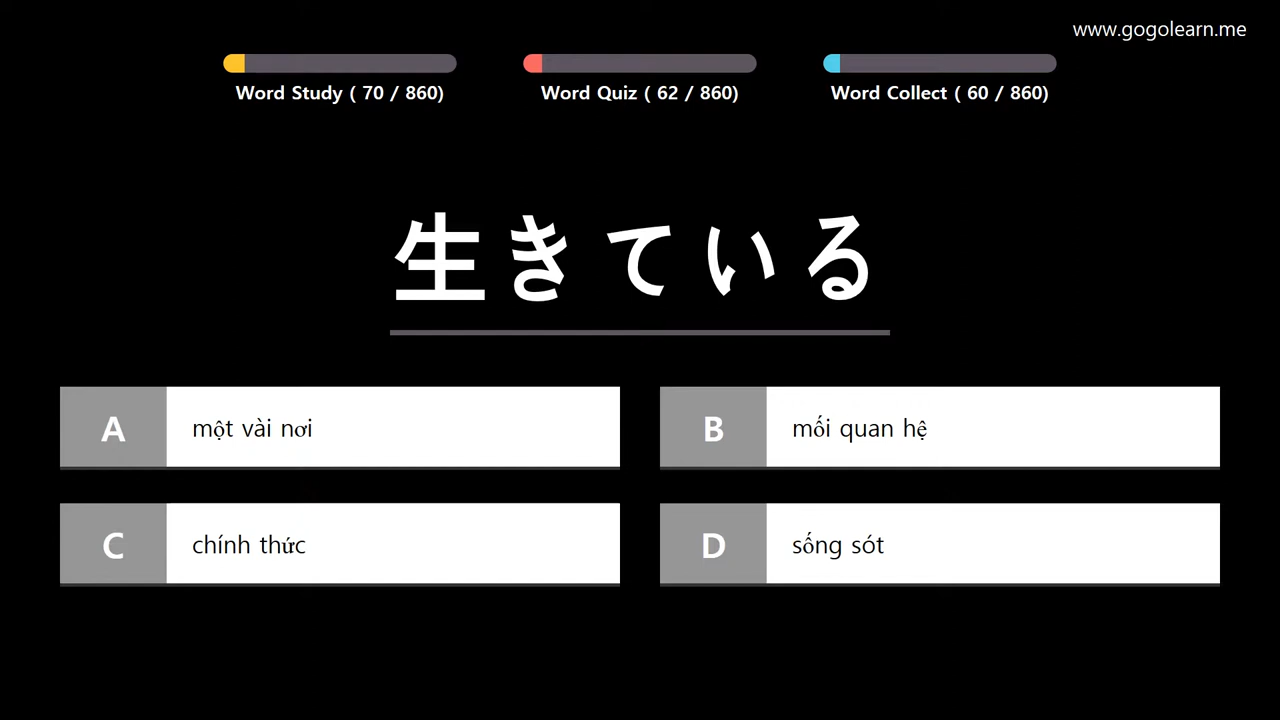 www.gogolearn.me
Word Study ( 70 / 860)
Word Quiz ( 62 / 860)
Word Collect ( 60 / 860)
生きている
A
một vài nơi
B
mối quan hệ
C
chính thức
D
sống sót